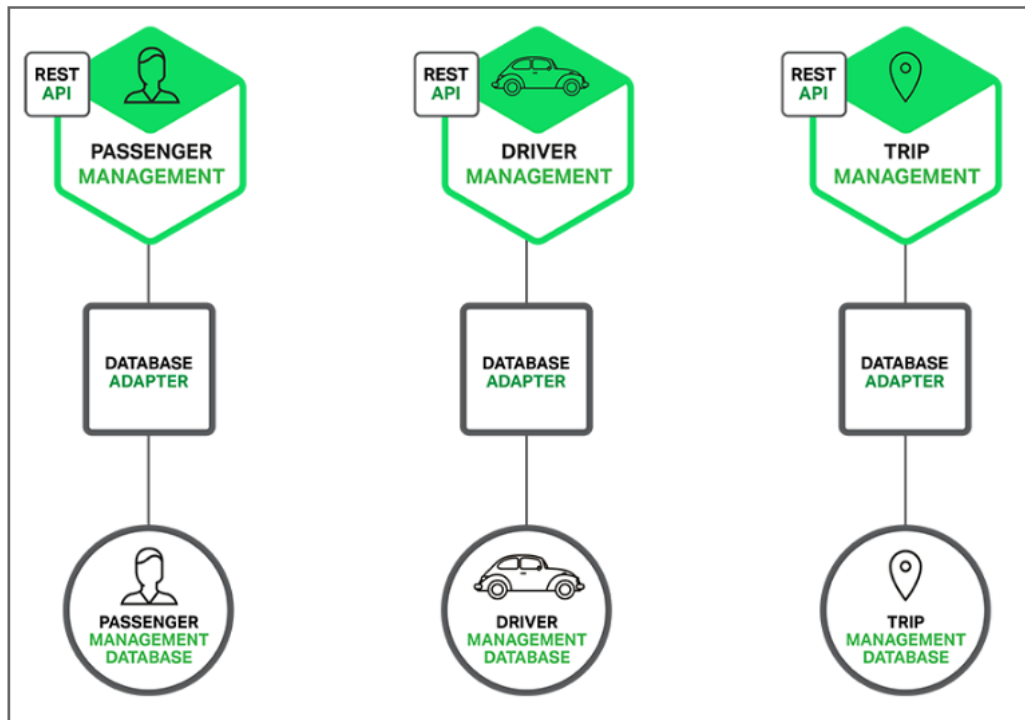 REST
API
PASSENGER
MANAGEMENT
REST
API
DRIVER
MANAGEMENT
REST
API
TRIP
MANAGEMENT
DATABASE
ADAPTER
DATABASE
ADAPTER
DATABASE
ADAPTER
PASSENGER
MANAGEMENT
DATABASE
DRIVER
MANAGEMENT
DATABASE
TRIP
MANAGEMENT
DATABASE